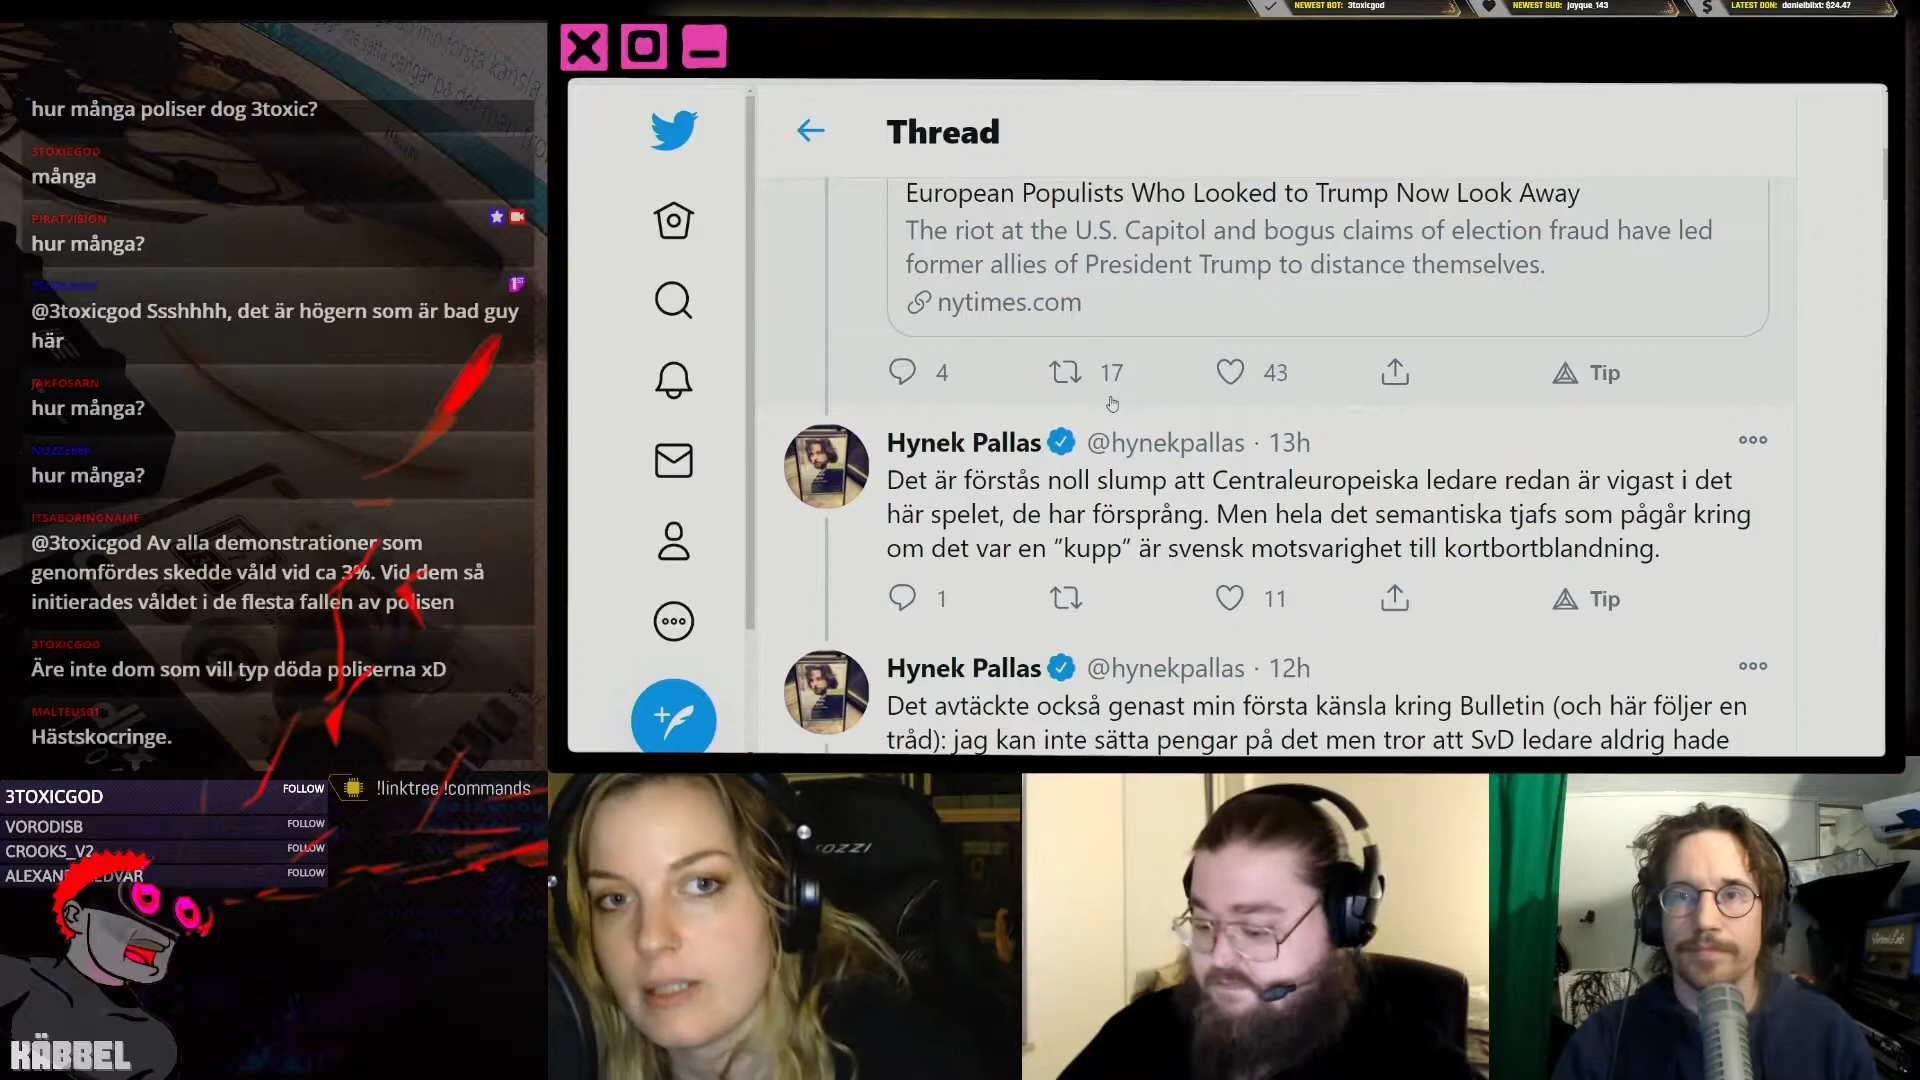 NEWEST BOT: 3toxicgod
NEWEST SUB: jayque_143
LATEST DON: danielblixt: $24.47
hur många poliser dog 3toxic?
3TOXICGOD
många
PIRATVISION
hur många?
@3toxicgod Sssshhhh, det är högern som är bad guy
här
JAKFOSARN
hur många?
hur många?
ITSABORINGNAME
@3toxicgod Av alla demonstrationer som
genomfördes skedde våld vid ca 3%. Vid dem så
initierades våldet i de flesta fallen av polisen
3TOXICGOD
Äre inte dom som vill typ döda poliserna xD
MALTEUS01
Hästskocringe.
3TOXICGOD FOLLOW
VORODISB FOLLOW
CROOKS_V2 FOLLOW
FOLLOW
!linktree !commands
KÄBBEL
Thread
European Populists Who Looked to Trump Now Look Away
The riot at the U.S. Capitol and bogus claims of election fraud have led
former allies of President Trump to distance themselves.
nytimes.com
4 17 43 Tip
Hynek Pallas @hynekpallas · 13h
Det är förstås noll slump att Centraleuropeiska ledare redan är vigast i det
här spelet, de har försprång. Men hela det semantiska tjafs som pågår kring
om det var en ”kupp” är svensk motsvarighet till kortbortblandning.
1 11 Tip
Hynek Pallas @hynekpallas · 12h
Det avtäckte också genast min första känsla kring Bulletin (och här följer en
tråd): jag kan inte sätta pengar på det men tror att SvD ledare aldrig hade